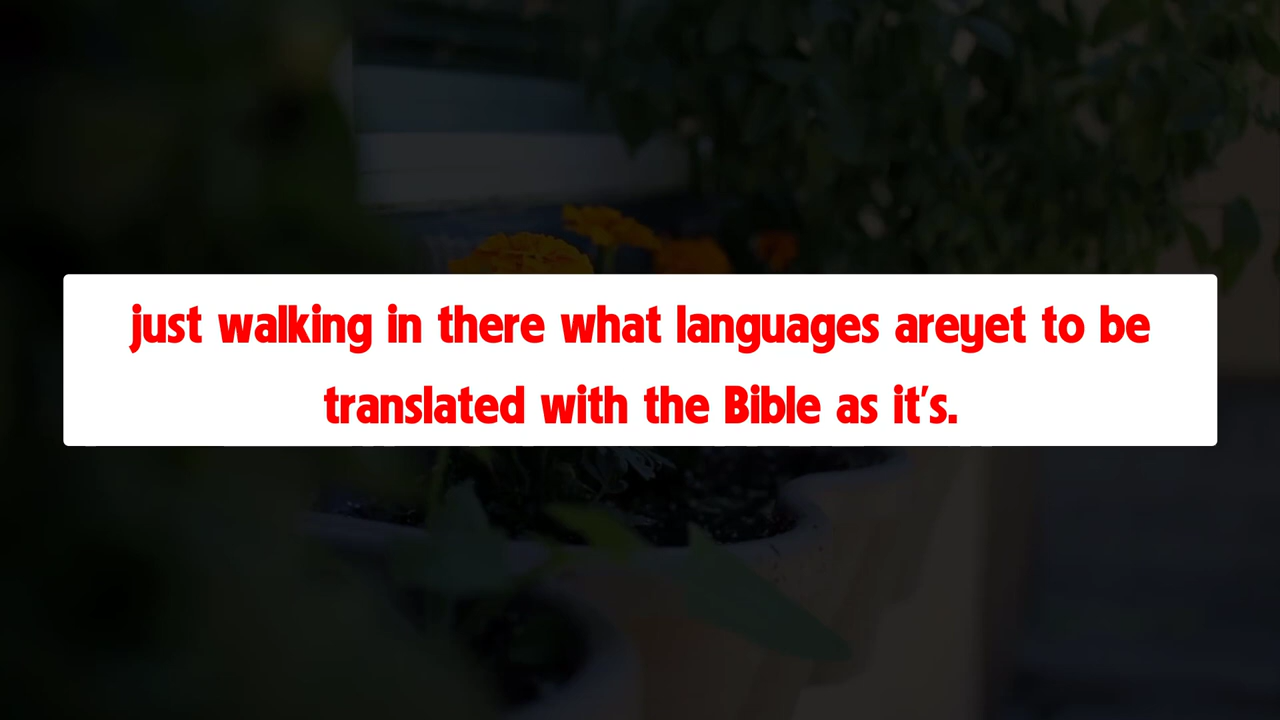 just walking in there what languages areyet to be
translated with the Bible as it's.